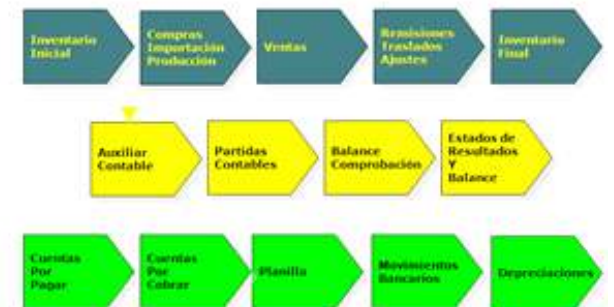 Inventario
Inicial
Compras
Importación
Producción
Ventas
Remisiones
Traslados
Ajustes
Inventario
Final
Auxiliar
Contable
Partidas
Contables
Balance
Comprobación
Estados de
Resultados
Y
Balance
Cuentas
Por
Pagar
Cuentas
Por
Cobrar
Planilla
Movimientos
Bancarios
Depreciaciones